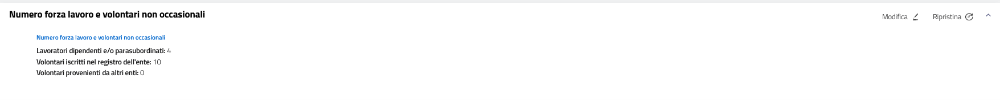 Numero forza lavoro e volontari non occasionali
Modifica
Ripristina
Numero forza lavoro e volontari non occasionali
Lavoratori dipendenti e/o parasubordinati: 4
Volontari iscritti nel registro dell'ente: 10
Volontari provenienti da altri enti: 0